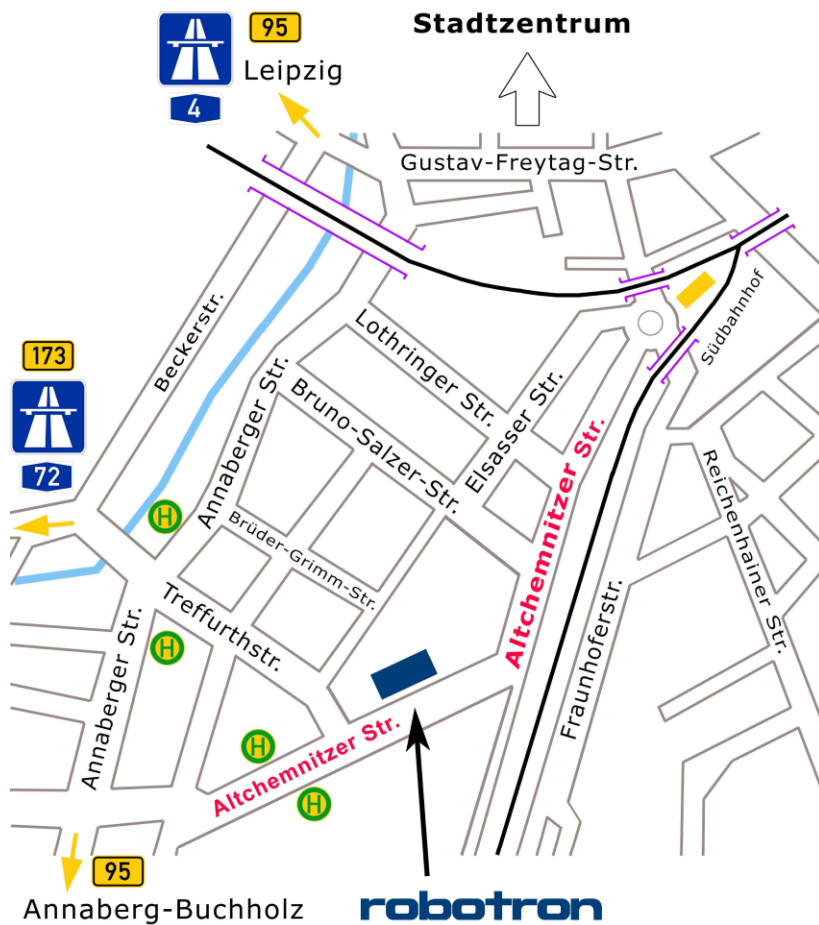 95
Stadtzentrum
Leipzig
4
Gustav-Freytag-Str.
Südbahnhof
Beckerstr.
Lothringer Str.
173
72
Annaberger Str.
Bruno-Salzer-Str.
Elsasser Str.
Altchemnitzer Str.
Reichenhainer Str.
H
Brüder-Grimm-Str.
Treffurthstr.
Annaberger Str.
H
Fraunhoferstr.
H
Altchemnitzer Str.
H
95
Annaberg-Buchholz
robotron